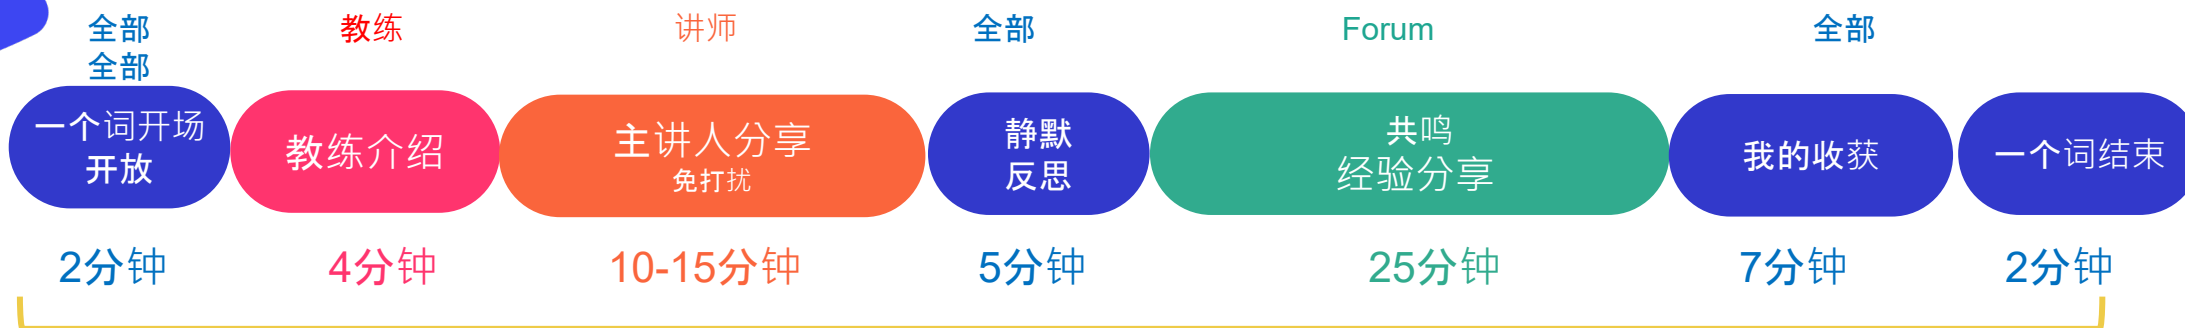 全部
教练
讲师
全部
Forum
全部
全部
一个词开场
开放
教练介绍
主讲人分享
免打扰
静默
反思
共鸣
经验分享
我的收获
一个词结束
2分钟
4分钟
10-15分钟
5分钟
25分钟
7分钟
2分钟